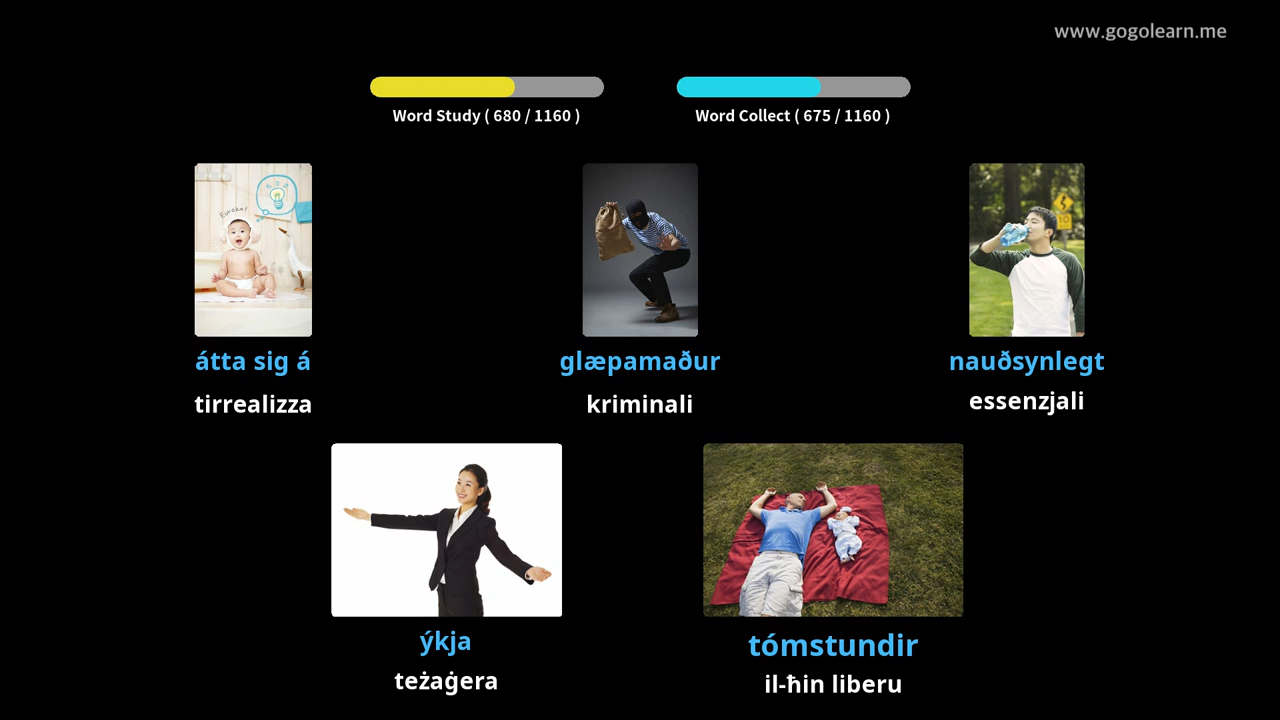 www.gogolearn.me
Word Study ( 680 / 1160 )
Word Collect ( 675 / 1160 )
Eureka!
átta sig á
glæpamaður
nauðsynlegt
tirrealizza
kriminali
essenzjali
ýkja
tómstundir
teżaġera
il-ħin liberu